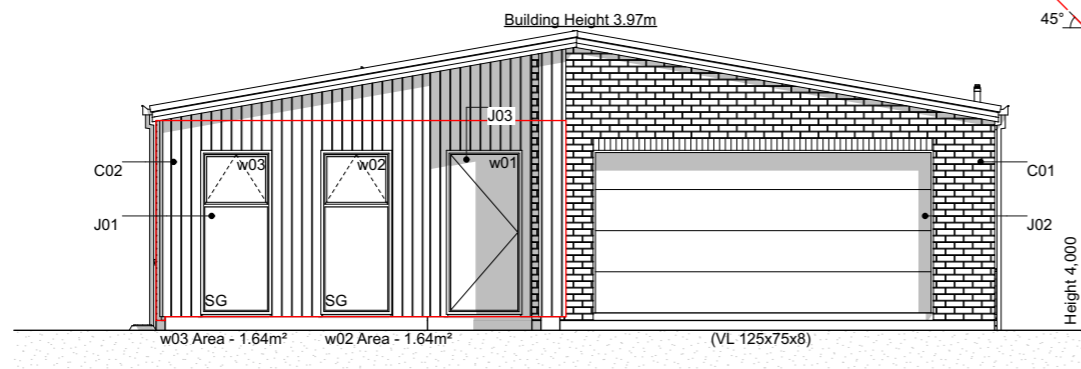 Building Height 3.97m
45°
J03
w03
w02
w01
C02
C01
J01
J02
SG
SG
Height 4,000
w03 Area - 1.64m²
w02 Area - 1.64m²
(VL 125x75x8)